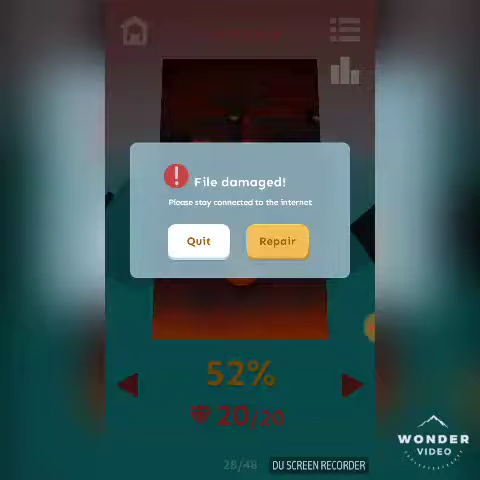 File damaged!
Please stay connected to the internet
Quit
Repair
52%
20/20
28/48
DU SCREEN RECORDER
WONDER
VIDEO